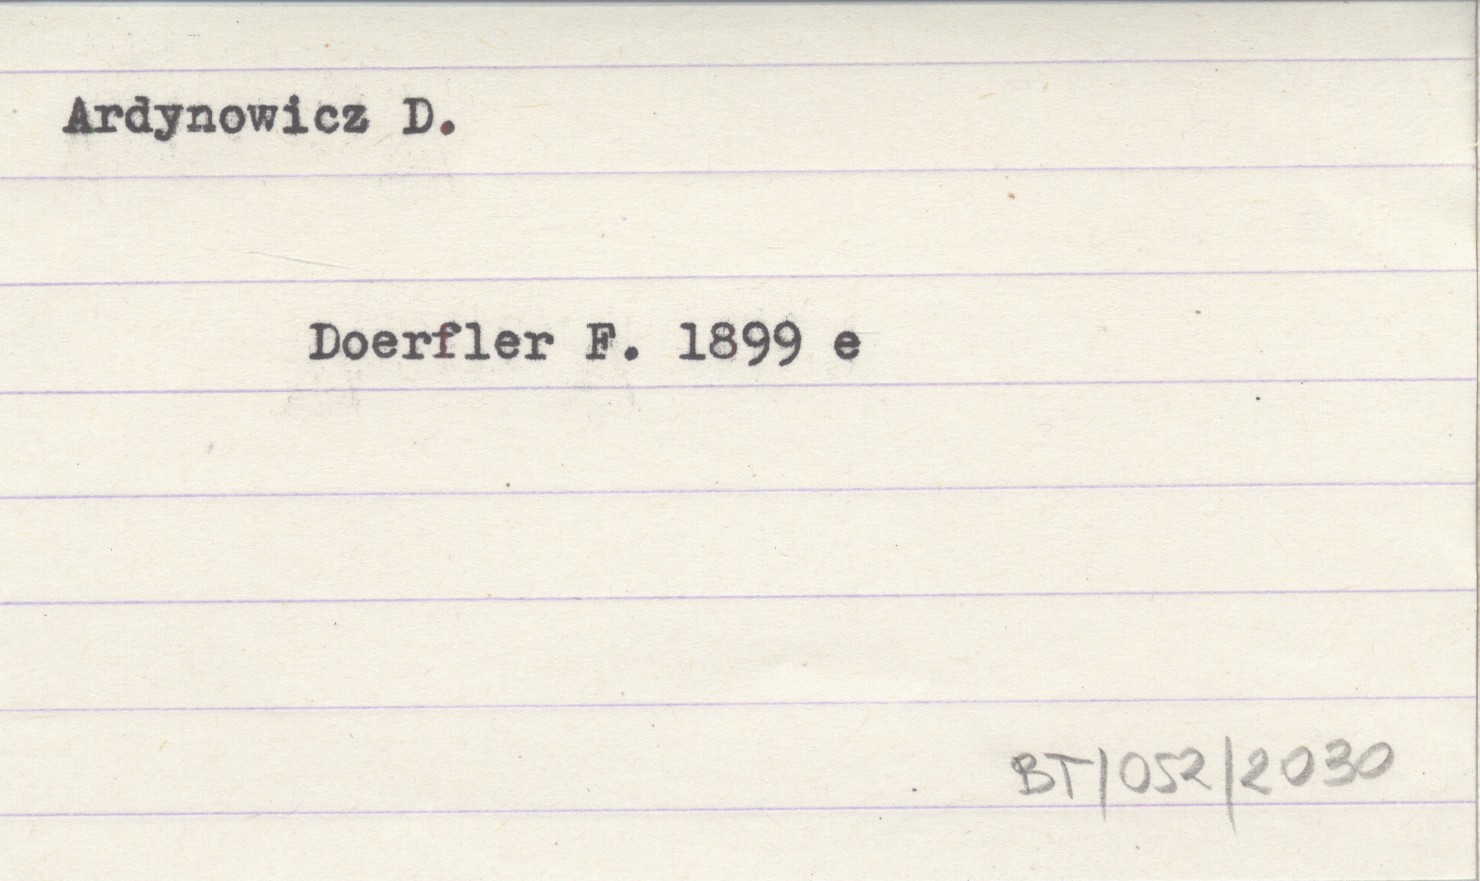 Ardynowicz D.
Doerfler F. 1899 e
BT/052/2030